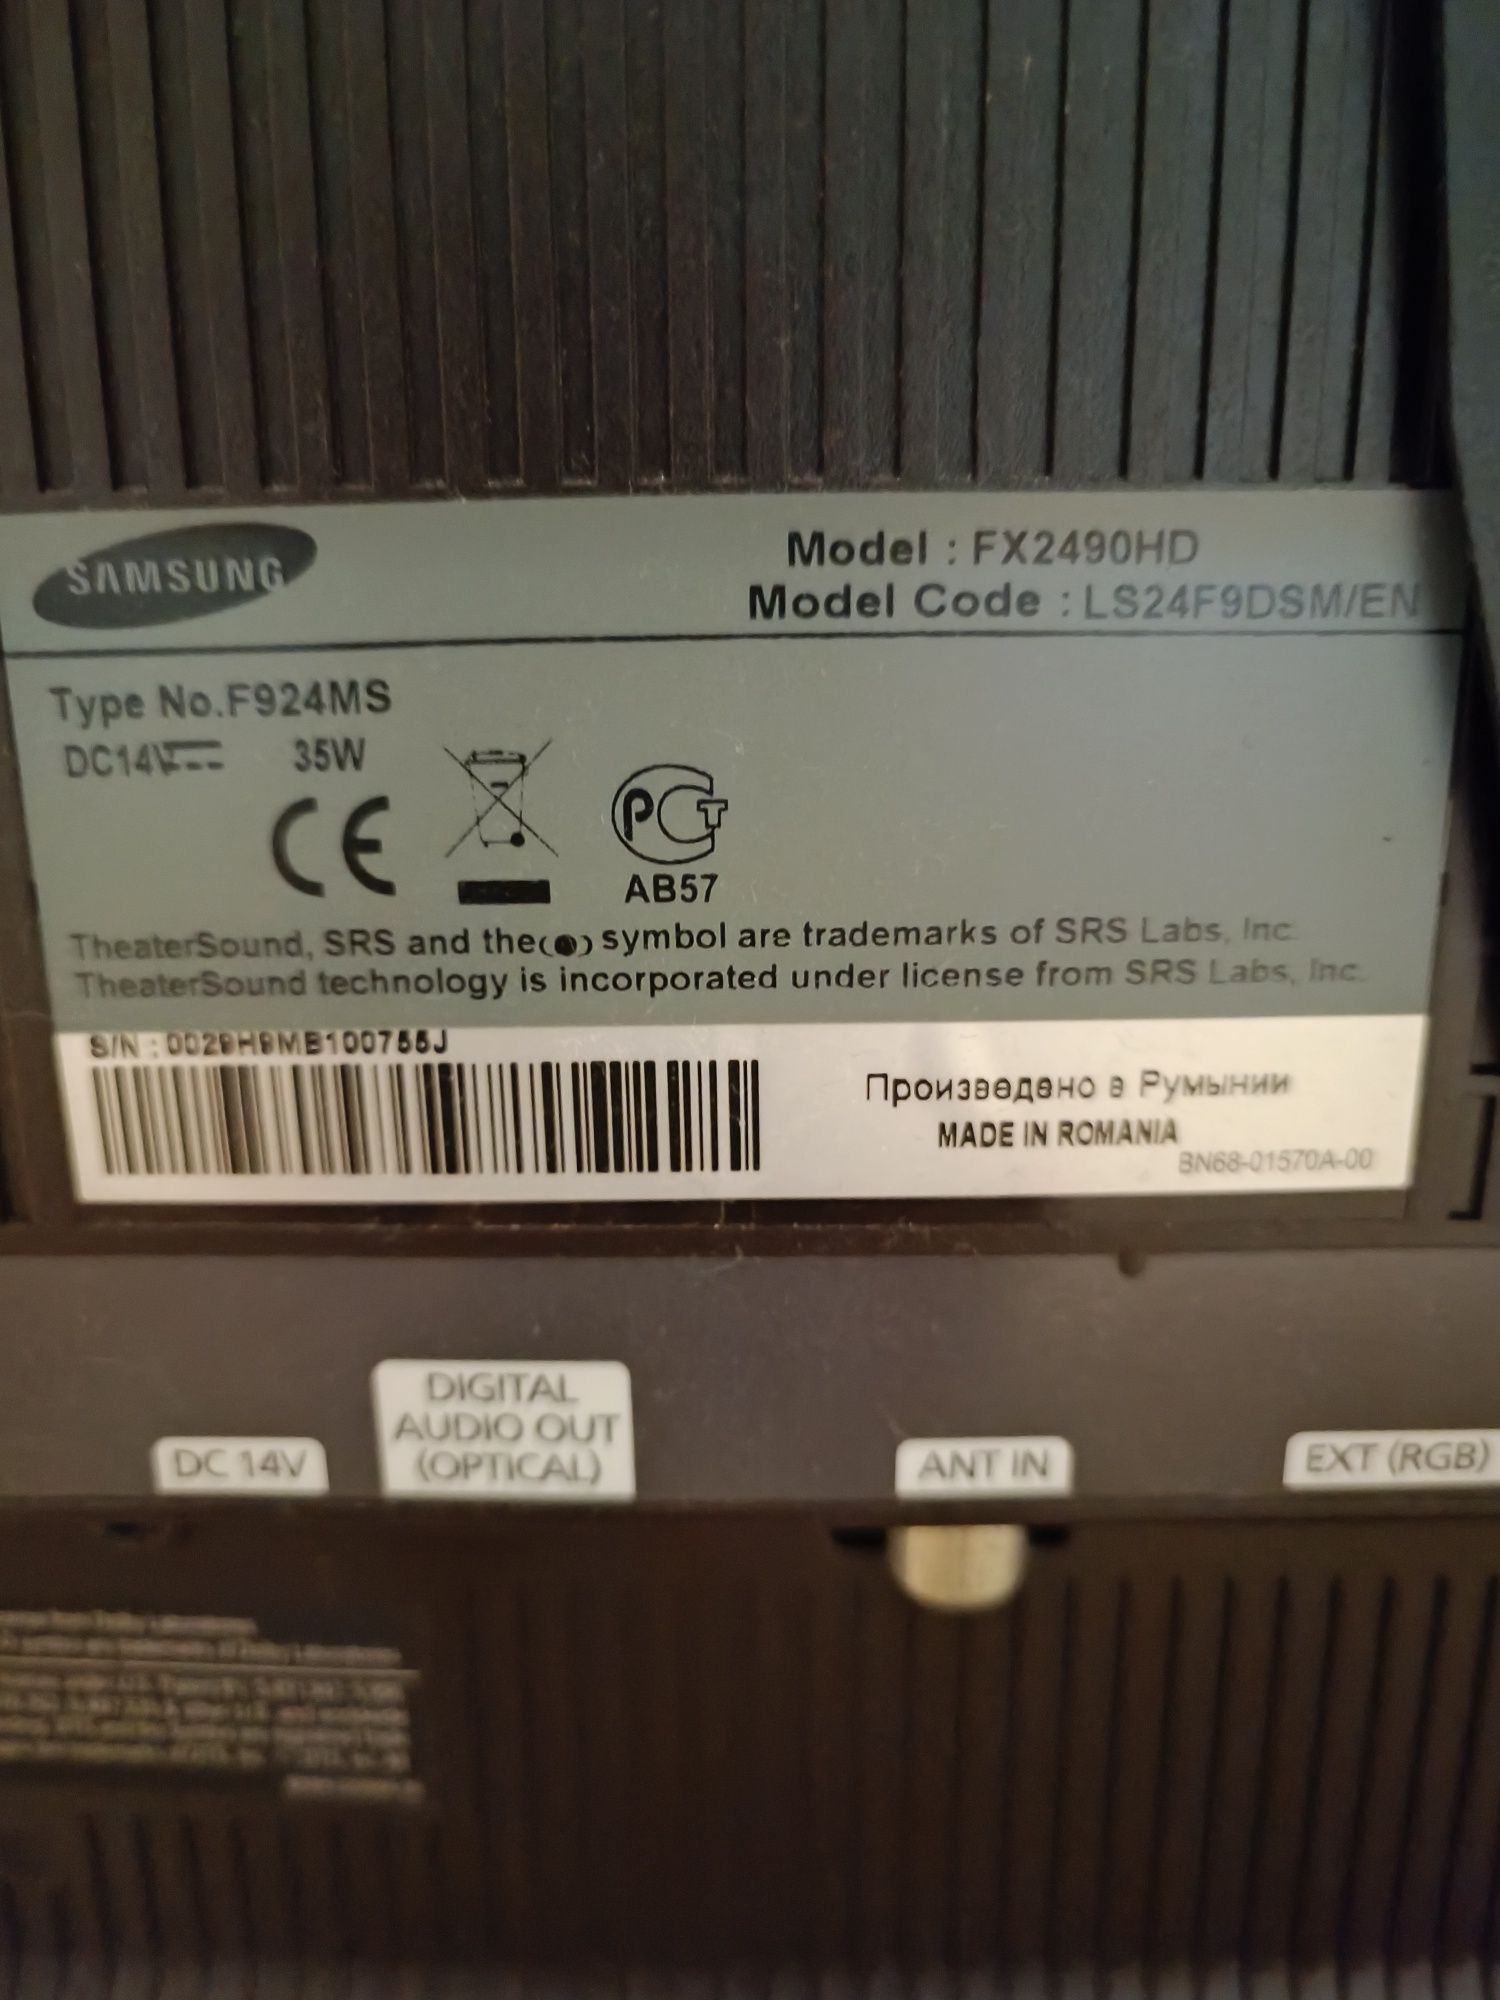 SAMSUNG
Model : FX2490HD
Model Code : LS24F9DSM/EN
Type No.F924MS
DC14V 35W
CE
PCT
AB57
TheaterSound, SRS and the(●) symbol are trademarks of SRS Labs, Inc.
TheaterSound technology is incorporated under license from SRS Labs, Inc.
S/N : 0029H9MB100755J
Произведено в Румынии
MADE IN ROMANIA
BN68-01570A-00
DIGITAL
AUDIO OUT
(OPTICAL)
DC 14V
ANT IN
EXT (RGB)